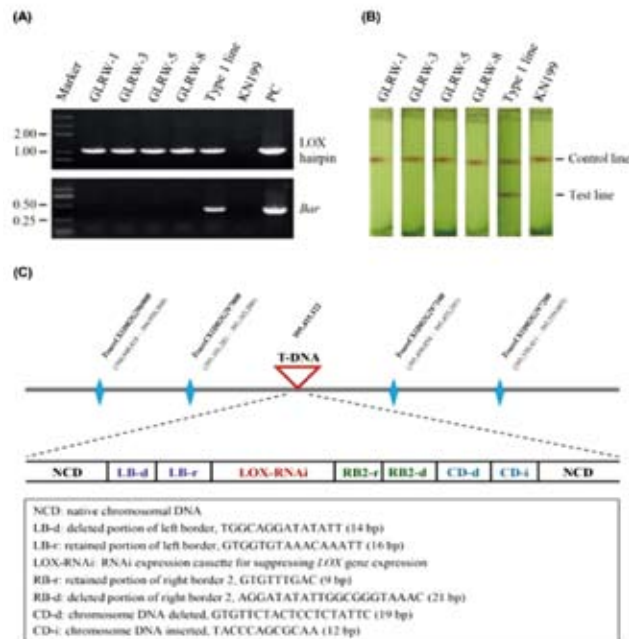 (A)
Marker GLRW-1 GLRW-3 GLRW-5 GLRW-8 Type 1 line KN199 PC
2.00
1.00
LOX hairpin
0.50
0.25
Bar
(B)
GLRW-1 GLRW-3 GLRW-5 GLRW-8 Type 1 line KN199
Control line
Test line
(C)
T-DNA
NCD LB-d LB-r LOX-RNAi RB2-r RB2-d CD-d CD-i NCD
NCD: native chromosomal DNA
LB-d: deleted portion of left border, TGGCAGGATATATT (14 bp)
LB-r: retained portion of left border, GTGGTGTAAACAAATT (16 bp)
LOX-RNAi: RNAi expression cassette for suppressing LOX gene expression
RB-r: retained portion of right border 2, GTGTTTGAC (9 bp)
RB-d: deleted portion of right border 2, AGGATATATTGGCGGGTAAAC (21 bp)
CD-d: chromosome DNA deleted, GTGTTCTACTCCTCTATTC (19 bp)
CD-i: chromosome DNA inserted, TACCCAGCGCAA (12 bp)